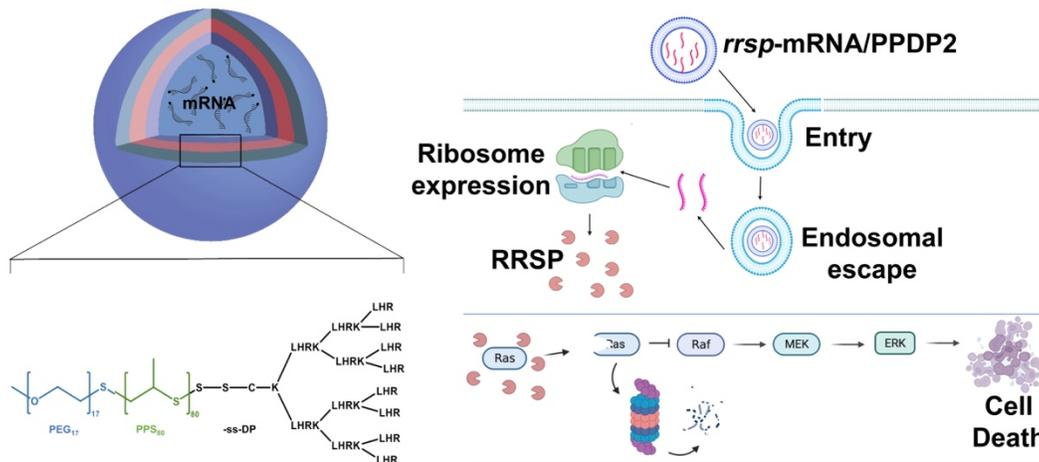 mRNA
LHR
LHRK LHR
LHRK LHR
LHRK
LHR
O S S S S C K
17 80
PEG17 PPS80 -ss-DP
LHR
LHRK LHR
LHRK LHR
LHRK
LHR
rrsp-mRNA/PPDP2
Entry
Ribosome
expression
Endosomal
escape
RRSP
Ras Ras Raf MEK ERK
Cell
Death